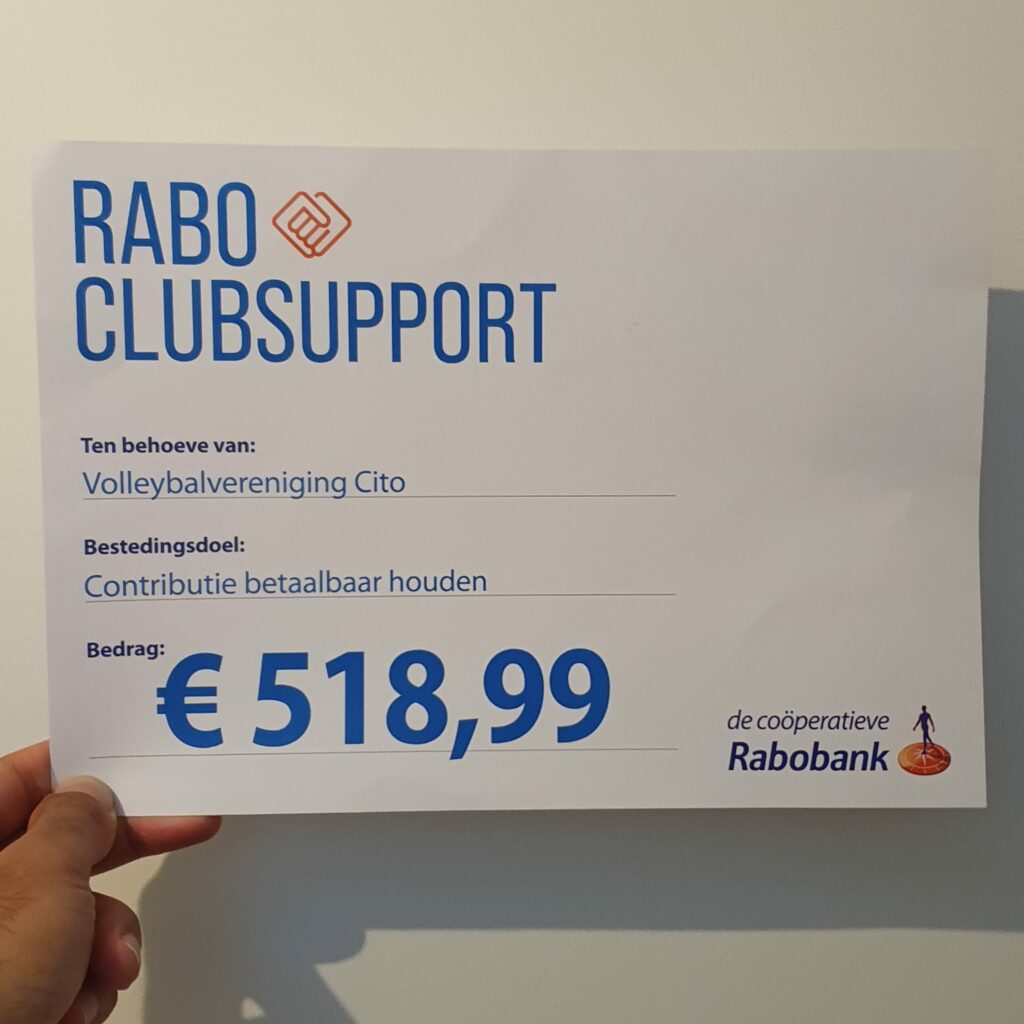 RABO
CLUBSUPPORT
Ten behoeve van:
Volleybalvereniging Cito
Bestedingsdoel:
Contributie betaalbaar houden
Bedrag:
€ 518,99
de coöperatieve
Rabobank